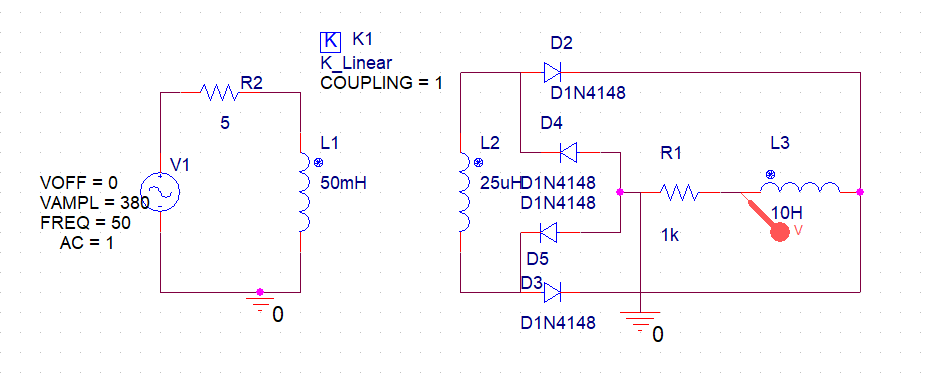 D2
K K1
K_Linear
COUPLING = 1
R2
D1N4148
5
D4
V1
L1
L2
R1
L3
VOFF = 0
VAMPL = 380
FREQ = 50
AC = 1
50mH
25uH
D1N4148
D1N4148
10H
V
1k
D5
D3
0
D1N4148
0